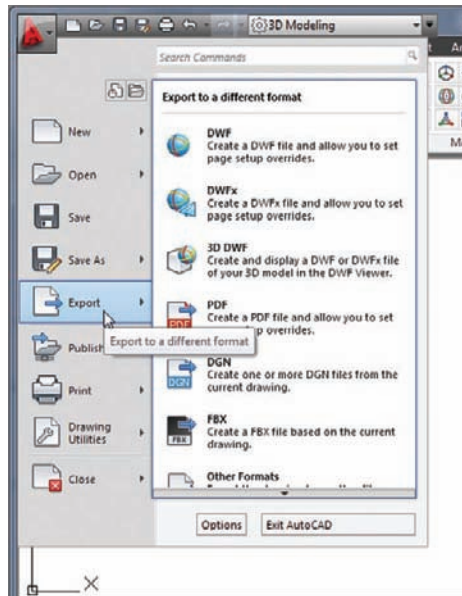 3D Modeling
Search Commands
Export to a different format
New
Open
Save
Save As
Export
Publish
Print
Drawing
Utilities
Close
DWF
Create a DWF file and allow you to set
page setup overrides.
DWFx
Create a DWFx file and allow you to set
page setup overrides.
3D DWF
Create and display a DWF or DWFx file
of your 3D model in the DWF Viewer.
PDF
PDF
Create a PDF file and allow you to set
overrides.
Export to a different format
DGN
DGN
Create one or more DGN files from the
current drawing.
FBX
FBX
Create a FBX file based on the current
drawing.
Other Formats
Options
Exit AutoCAD
X